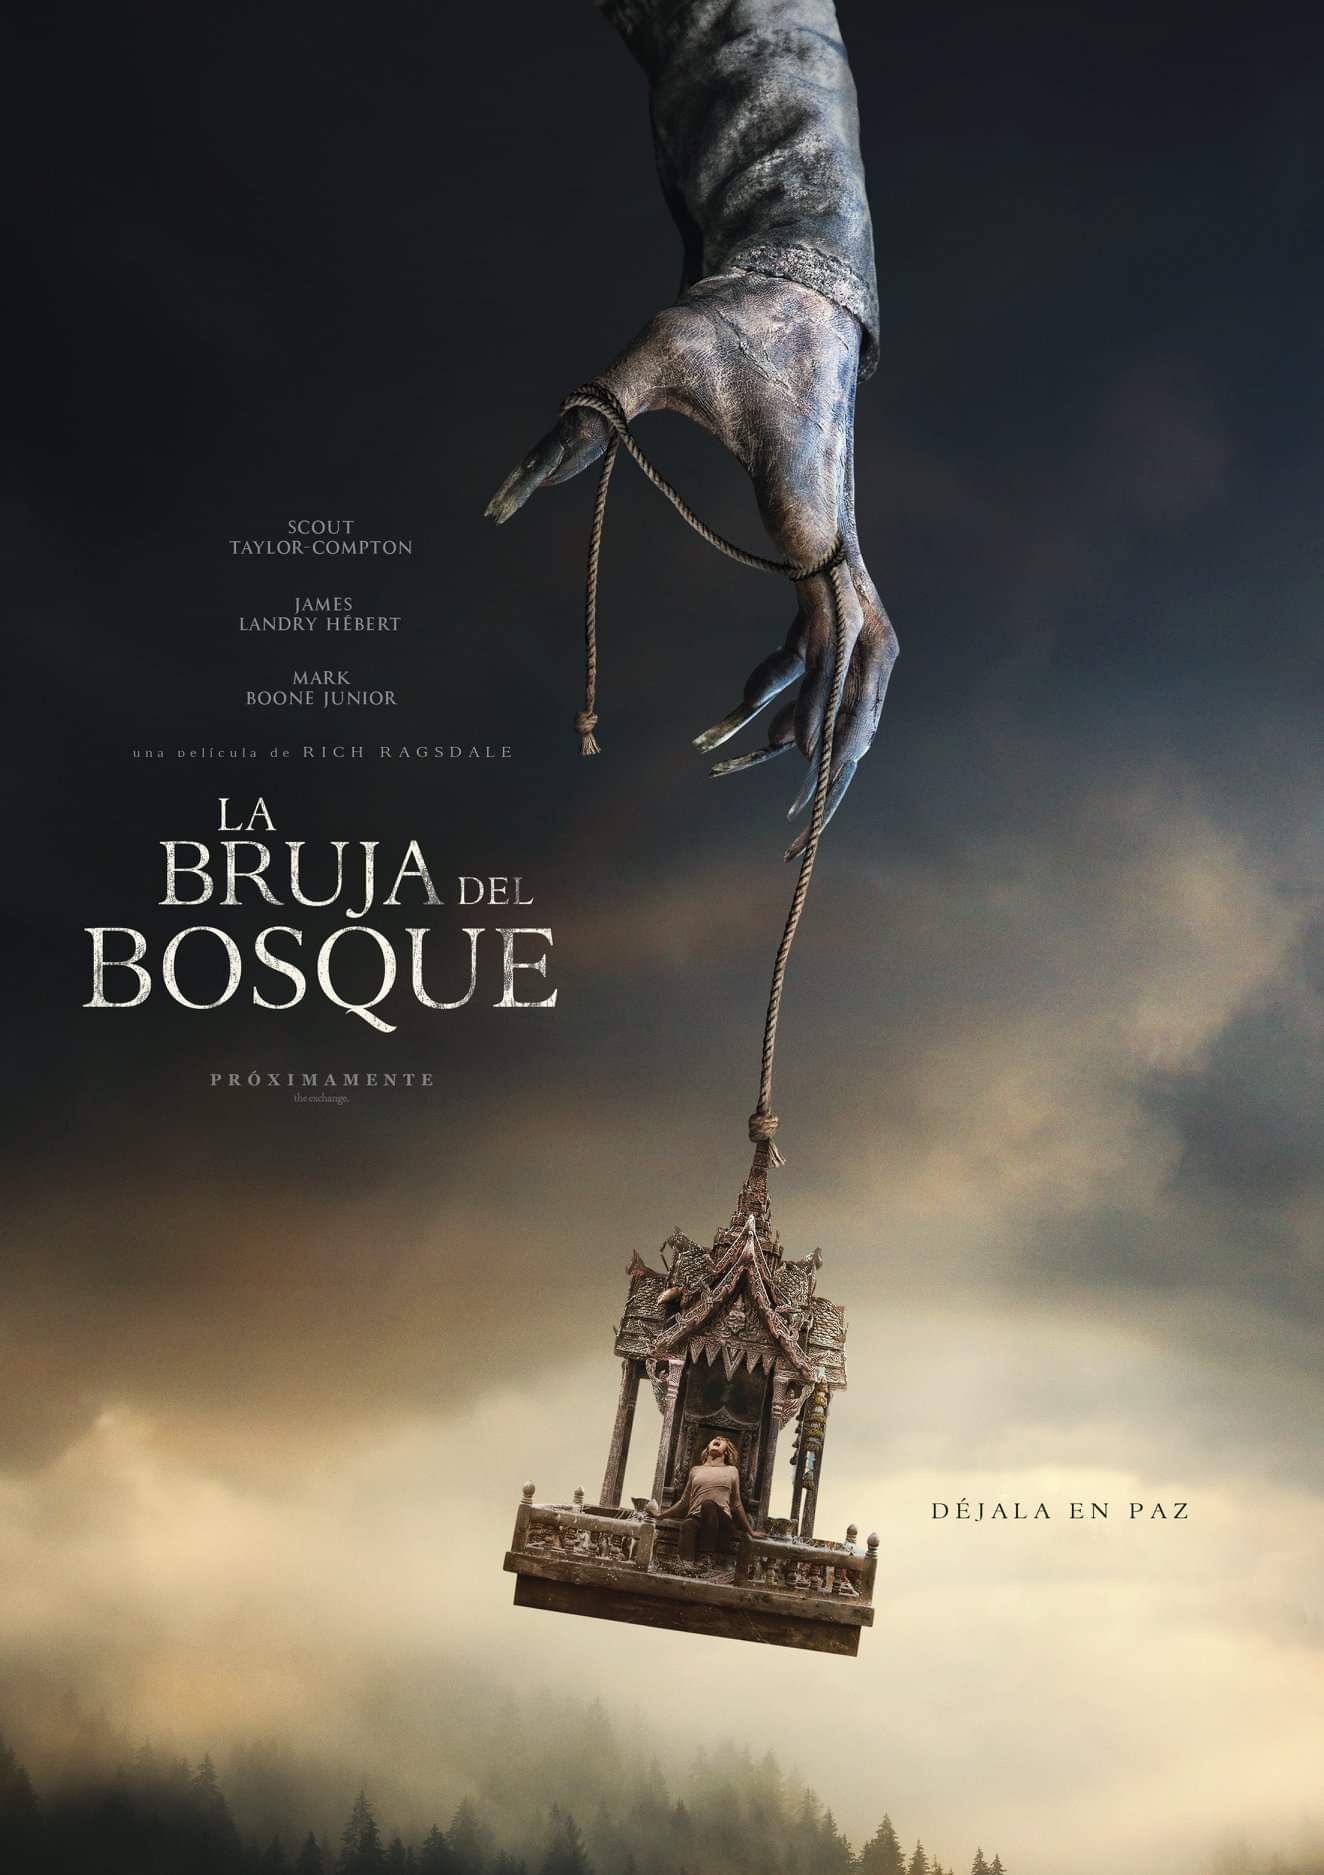 SCOUT
TAYLOR-COMPTON
JAMES
LANDRY HÉBERT
MARK
BOONE JUNIOR
una película de RICH RAGSDALE
LA
BRUJA DEL
BOSQUE
PRÓXIMAMENTE
the exchange.
DÉJALA EN PAZ